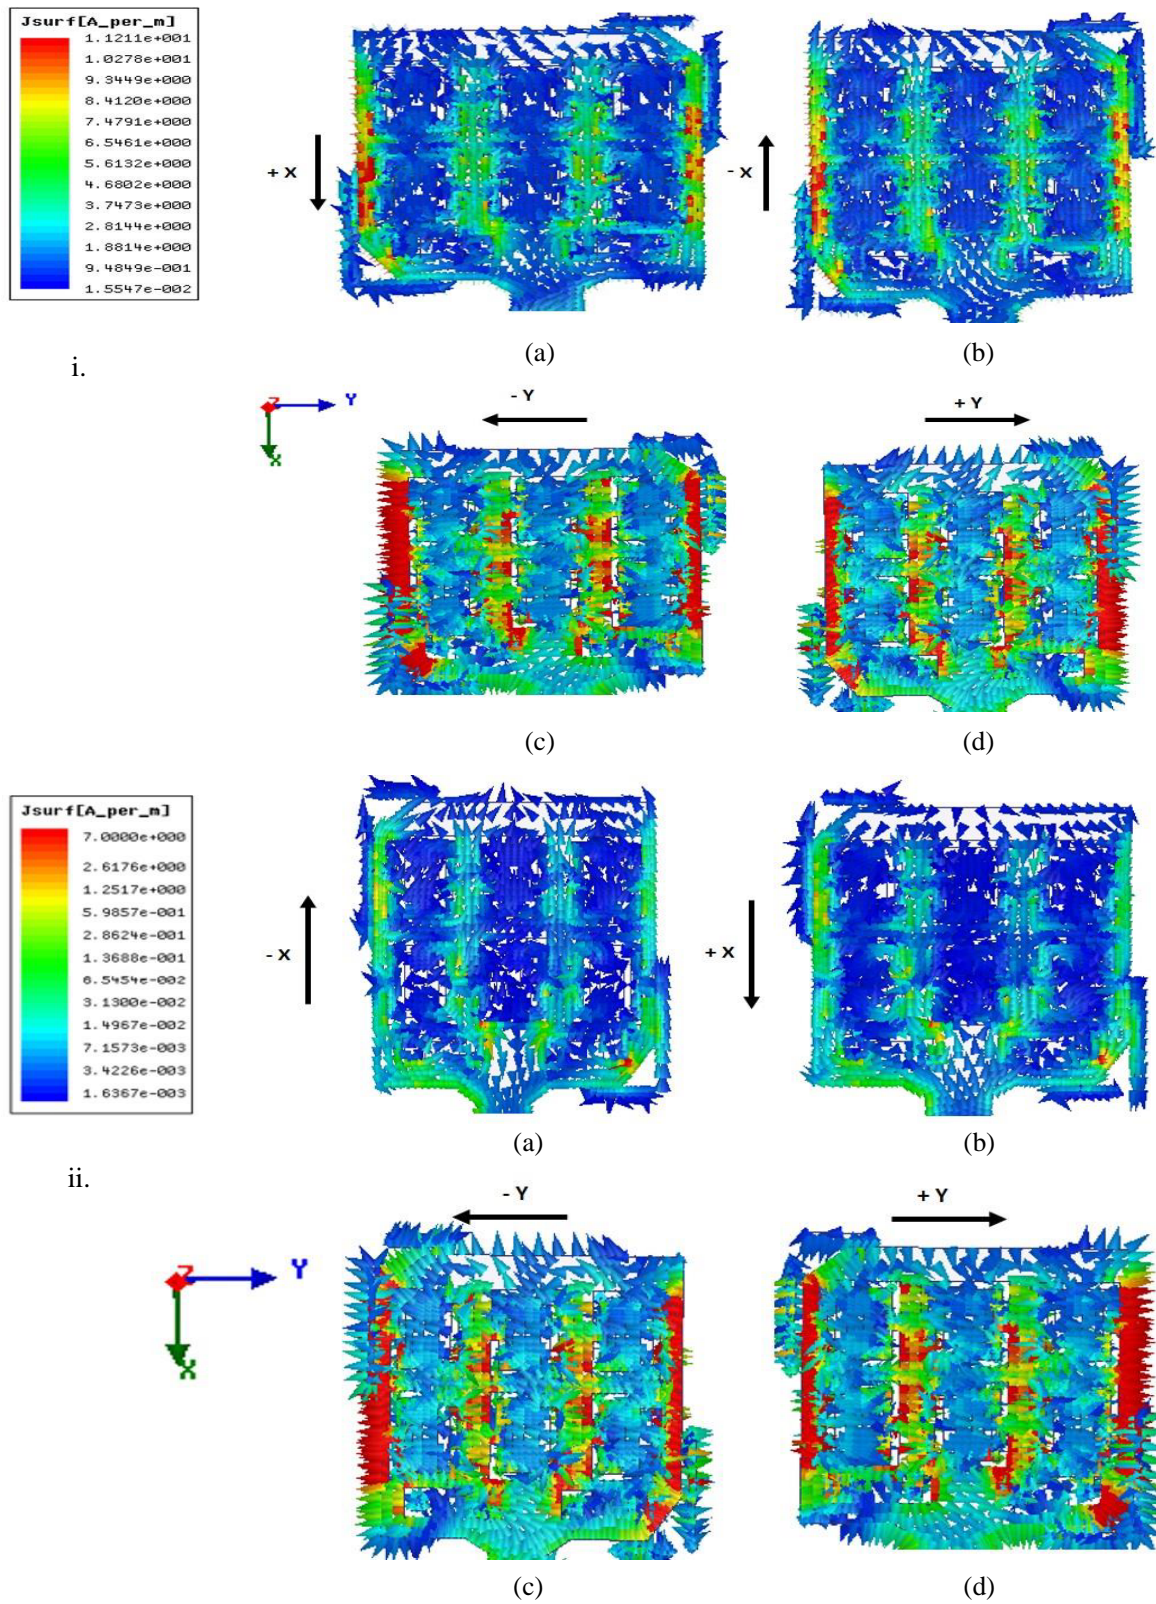 Jsurf[A_per_m]
1.1211e+001
1.0278e+001
9.3449e+000
8.4120e+000
7.4791e+000
6.5461e+000
5.6132e+000
4.6802e+000
3.7473e+000
2.8144e+000
1.8814e+000
9.4849e-001
1.5547e-002
+ X
- X
(a)
(b)
i.
Z
Y
X
- Y
+ Y
(c)
(d)
Jsurf[A_per_m]
7.0000e+000
2.6176e+000
1.2517e+000
5.9857e-001
2.8624e-001
1.3688e-001
6.5454e-002
3.1300e-002
1.4967e-002
7.1573e-003
3.4226e-003
1.6367e-003
- X
+ X
(a)
(b)
ii.
Z
Y
X
- Y
+ Y
(c)
(d)